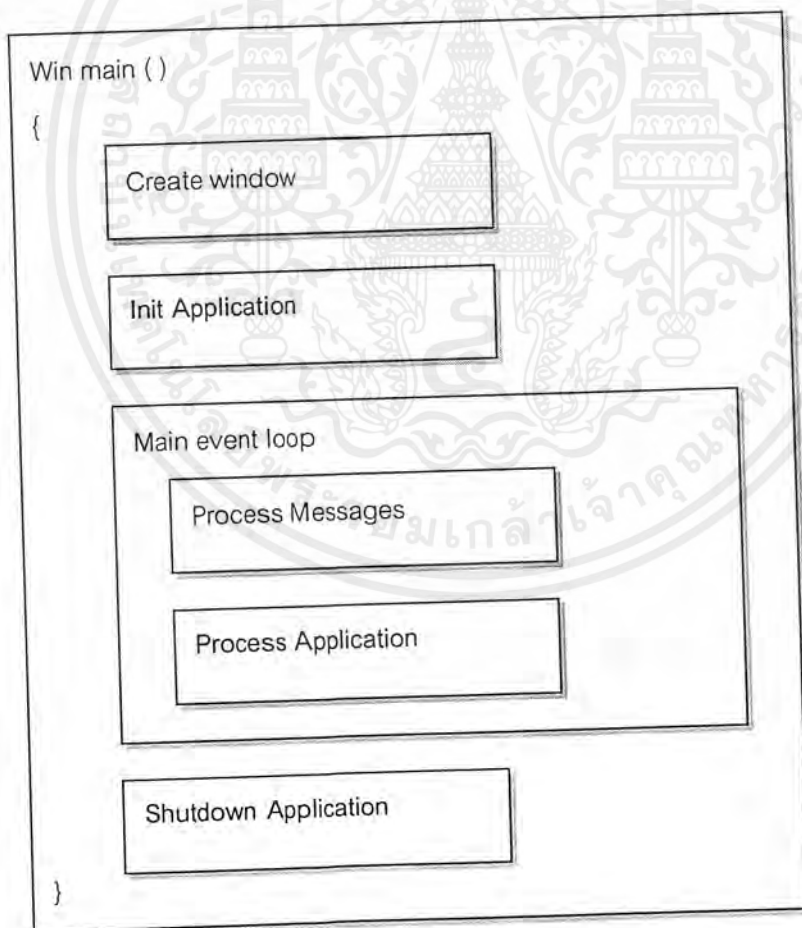 Win main ( )
{
Create window
Init Application
Main event loop
Process Messages
Process Application
Shutdown Application
}